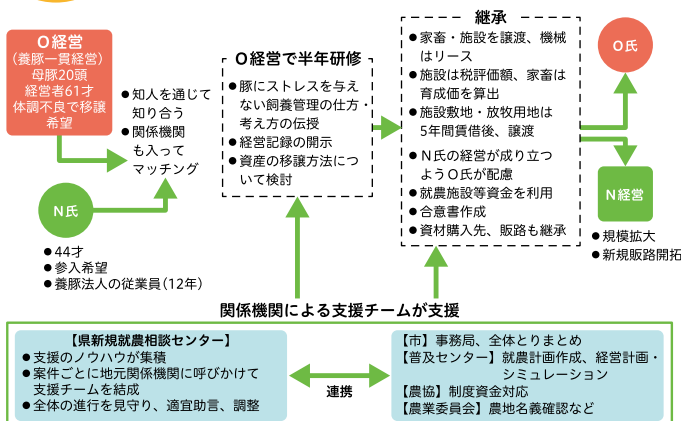 O経営
(養豚一貫経営)
母豚20頭
経営者61才
体調不良で移譲
希望
N氏
●44才
●参入希望
●養豚法人の従業員(12年)
●知人を通じて
知り合う
●関係機関
も入って
マッチング
O経営で半年研修
●豚にストレスを与え
ない飼養管理の仕方・
考え方の伝授
●経営記録の開示
●資産の移譲方法につ
いて検討
継承
●家畜・施設を譲渡、機械
はリース
●施設は税評価額、家畜は
育成価を算出
●施設敷地・放牧用地は
5年間賃借後、譲渡
●N氏の経営が成り立つ
ようO氏が配慮
●就農施設等資金を利用
●合意書作成
●資材購入先、販路も継承
O氏
N経営
●規模拡大
●新規販路開拓
関係機関による支援チームが支援
【県新規就農相談センター】
●支援のノウハウが集積
●案件ごとに地元関係機関に呼びかけて
支援チームを結成
●全体の進行を見守り、適宜助言、調整
連携
【市】事務局、全体とりまとめ
【普及センター】就農計画作成、経営計画・
シミュレーション
【農協】制度資金対応
【農業委員会】農地名義確認など